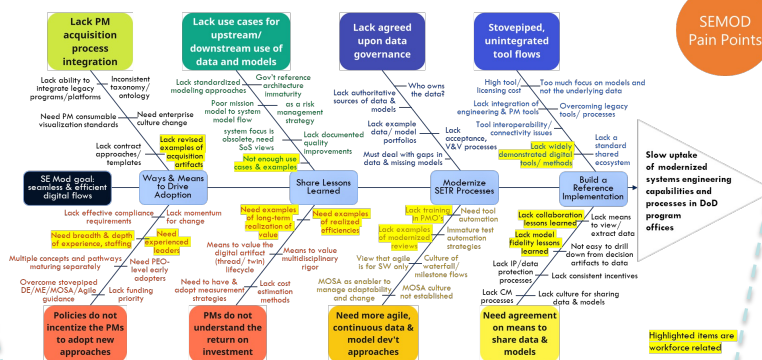 SEMOD
Pain Points
Lack PM
acquisition
process
integration
Lack use cases for
upstream/
downstream use of
data and models
Lack agreed
upon data
governance
Stovepiped,
unintegrated
tool flows
Lack ability to
integrate legacy
programs/platforms
Inconsistent
taxonomy/
ontology
Need PM consumable
visualization standards
Need enterprise
culture change
Lack contract
approaches/
templates
Lack revised
examples of
acquisition
artifacts
Lack standardized
modeling approaches
Gov't reference
architecture
immaturity
Poor mission
model to system
model flow
as a risk
management
strategy
system focus is
obsolete, need
SoS views
Lack documented
quality
improvements
Not enough use
cases & examples
Lack authoritative
sources of data &
models
Who owns
the data?
Lack example
data/ model
portfolios
Lack
acceptance,
V&V processes
Must deal with gaps in
data & missing models
High tool/
licensing cost
Too much focus on models and
not the underlying data
Lack integration of
engineering & PM tools
Overcoming legacy
tools/ processes
Tool interoperability/
connectivity issues
Lack widely
demonstrated digital
tools/ methods
Lack a
standard
shared
ecosystem
SE Mod goal:
seamless & efficient
digital flows
Ways & Means
to Drive
Adoption
Share Lessons
Learned
Modernize
SETR Processes
Build a
Reference
Implementation
Slow uptake
of modernized
systems engineering
capabilities and
processes in DoD
program
offices
Lack effective compliance
requirements
Lack momentum
for change
Need breadth & depth
of experience, staffing
Need
experienced
leaders
Multiple concepts and pathways
maturing separately
Need PEO-
level early
adopters
Overcome stovepiped
DE/ME/MOSA/Agile
guidance
Lack funding
priority
Need examples
of long-term
realization of
value
Need examples
of realized
efficiencies
Means to value the
digital artifact
(thread/ twin)
lifecycle
Means to value
multidisciplinary
rigor
Need to have &
adopt measurement
strategies
Lack cost
estimation
methods
Lack training
in PMO's
Need tool
automation
Lack examples
of modernized
reviews
Immature test
automation
strategies
View that agile
is for SW only
Culture of
waterfall/
milestone flows
MOSA as enabler to
manage adaptability
and change
MOSA culture
not established
Lack collaboration
lessons learned
Lack means
to view/
extract data
Lack model
fidelity lessons
learned
Not easy to drill
down from decision
artifacts to data
Lack IP/data
protection
processes
Lack consistent incentives
Lack CM
processes
Lack culture for sharing
data & models
Policies do not
incentize the PMs
to adopt new
approaches
PMs do not
understand the
return on
investment
Need more agile,
continuous data &
model dev't
approaches
Need agreement
on means to
share data &
models
Highlighted items are
workforce related